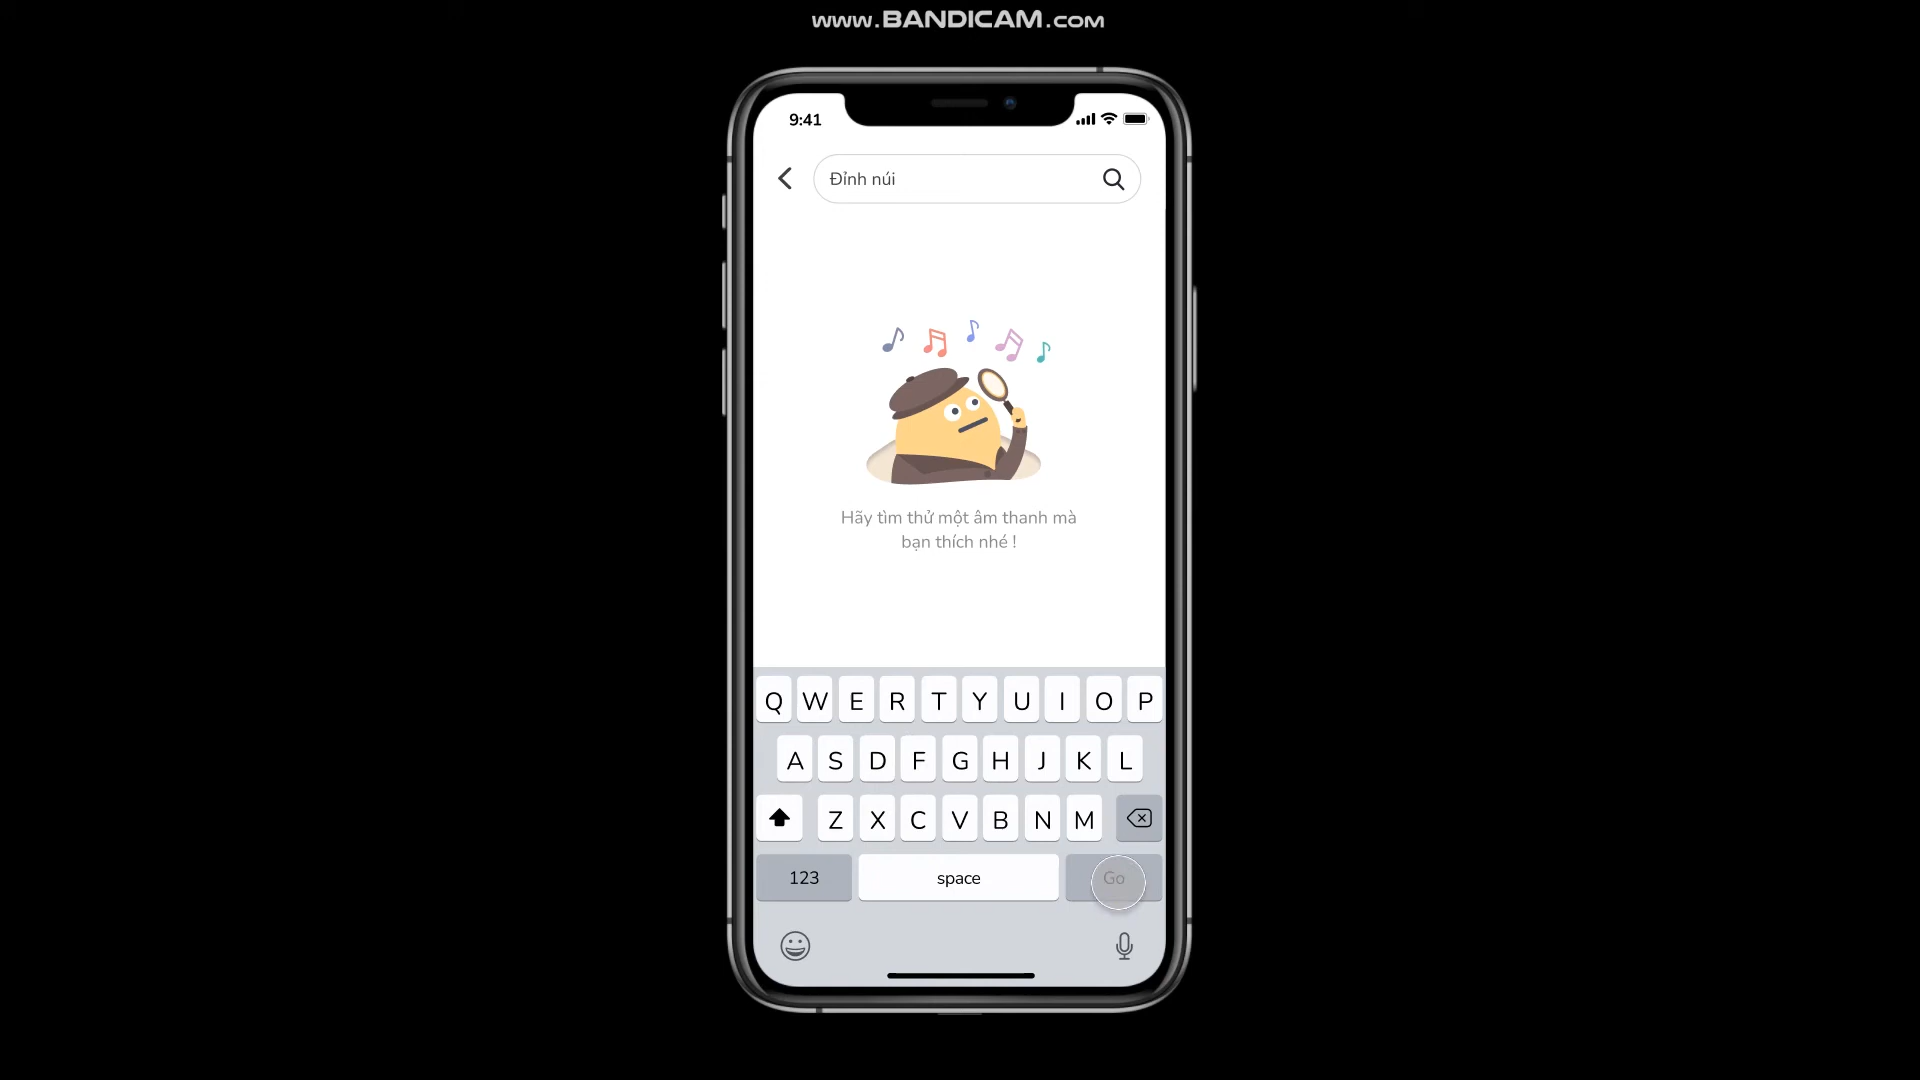 www.BANDICAM.com
9:41
Đỉnh núi
Hãy tìm thử một âm thanh mà
bạn thích nhé !
Q W E R T Y U I O P
A S D F G H J K L
Z X C V B N M
123 space Go